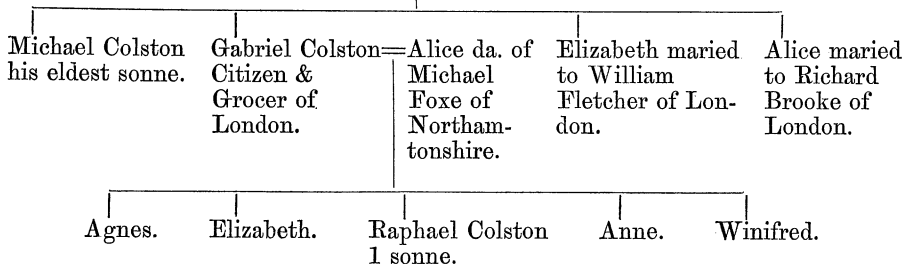 Michael Colston
his eldest sonne.
Gabriel Colston=
Citizen &
Grocer of
London.
Alice da. of
Michael
Foxe of
Northam-
tonshire.
Elizabeth maried
to William
Fletcher of Lon-
don.
Alice maried
to Richard
Brooke of
London.
Agnes.
Elizabeth.
Raphael Colston
1 sonne.
Anne.
Winifred.